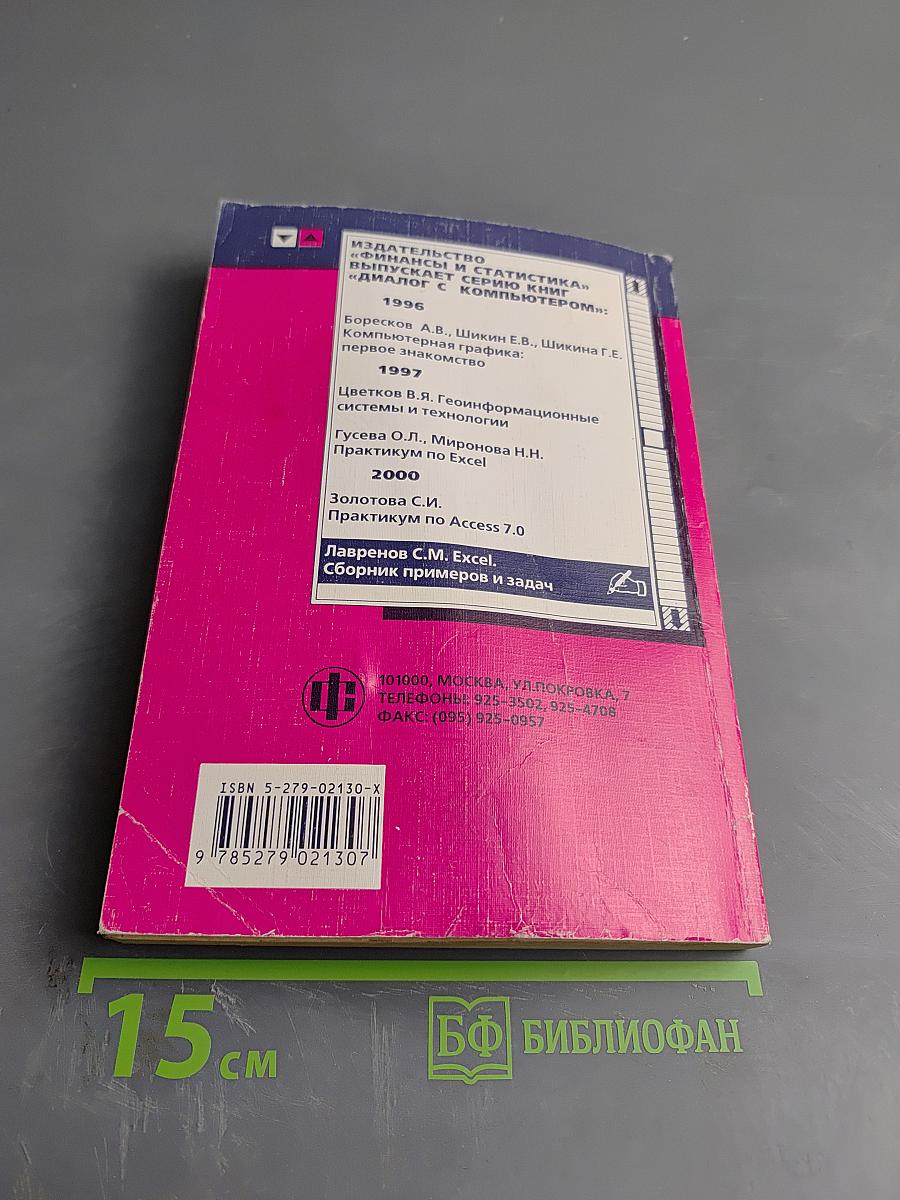 ИЗДАТЕЛЬСТВО
«ФИНАНСЫ И СТАТИСТИКА»
ВЫПУСКАЕТ СЕРИЮ КНИГ
«ДИАЛОГ С КОМПЬЮТЕРОМ»:
1996
Боресков А.В., Шикин Е.В., Шикина Г.Е.
Компьютерная графика:
первое знакомство
1997
Цветков В.Я. Геоинформационные
системы и технологии
Гусева О.Л., Миронова Н.Н.
Практикум по Excel
2000
Золотова С.И.
Практикум по Access 7.0
Лавренов С.М. Excel.
Сборник примеров и задач
101000, МОСКВА, УЛ.ПОКРОВКА, 7
ТЕЛЕФОНЫ: 925-3502, 925-4708
ФАКС: (095) 925-0957
ISBN 5-279-02130-X
9 785279 021307
15 см
БФ БИБЛИОФАН